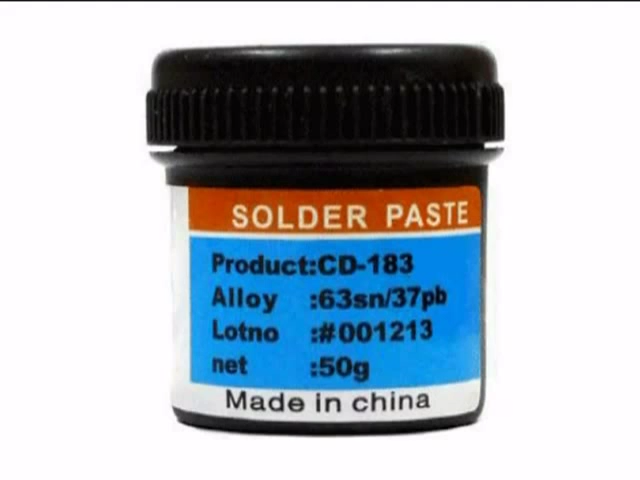 SOLDER PASTE
Product:CD-183
Alloy :63sn/37pb
Lotno :#001213
net :50g
Made in china